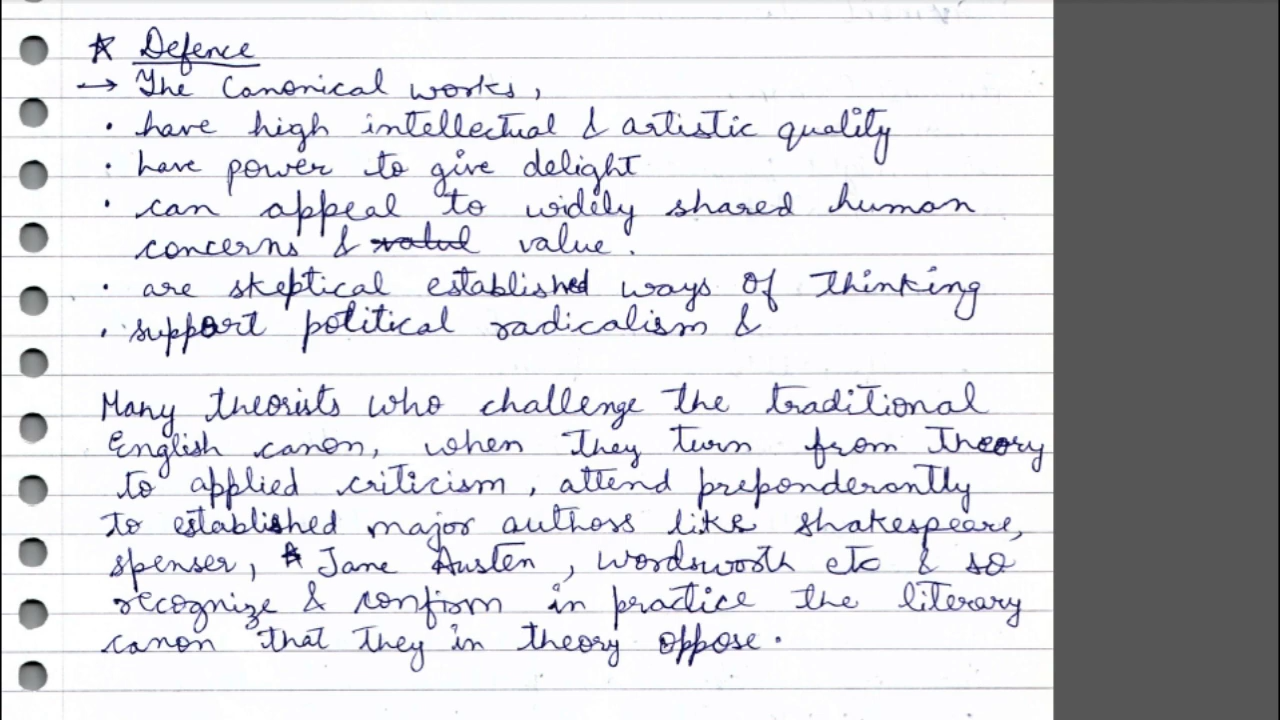 * Defence
→ The Canonical works,
• have high intellectual & artistic quality
• have power to give delight
• can appeal to widely shared human
concerns & value.
• are skeptical established ways of thinking
• support political radicalism &
Many theorists who challenge the traditional
English canon, when they turn from theory
to applied criticism, attend preponderantly
to established major authors like shakespeare,
spenser, Jane Austen, wordsworth etc & so
recognize & confirm in practice the literary
canon that they in theory oppose.